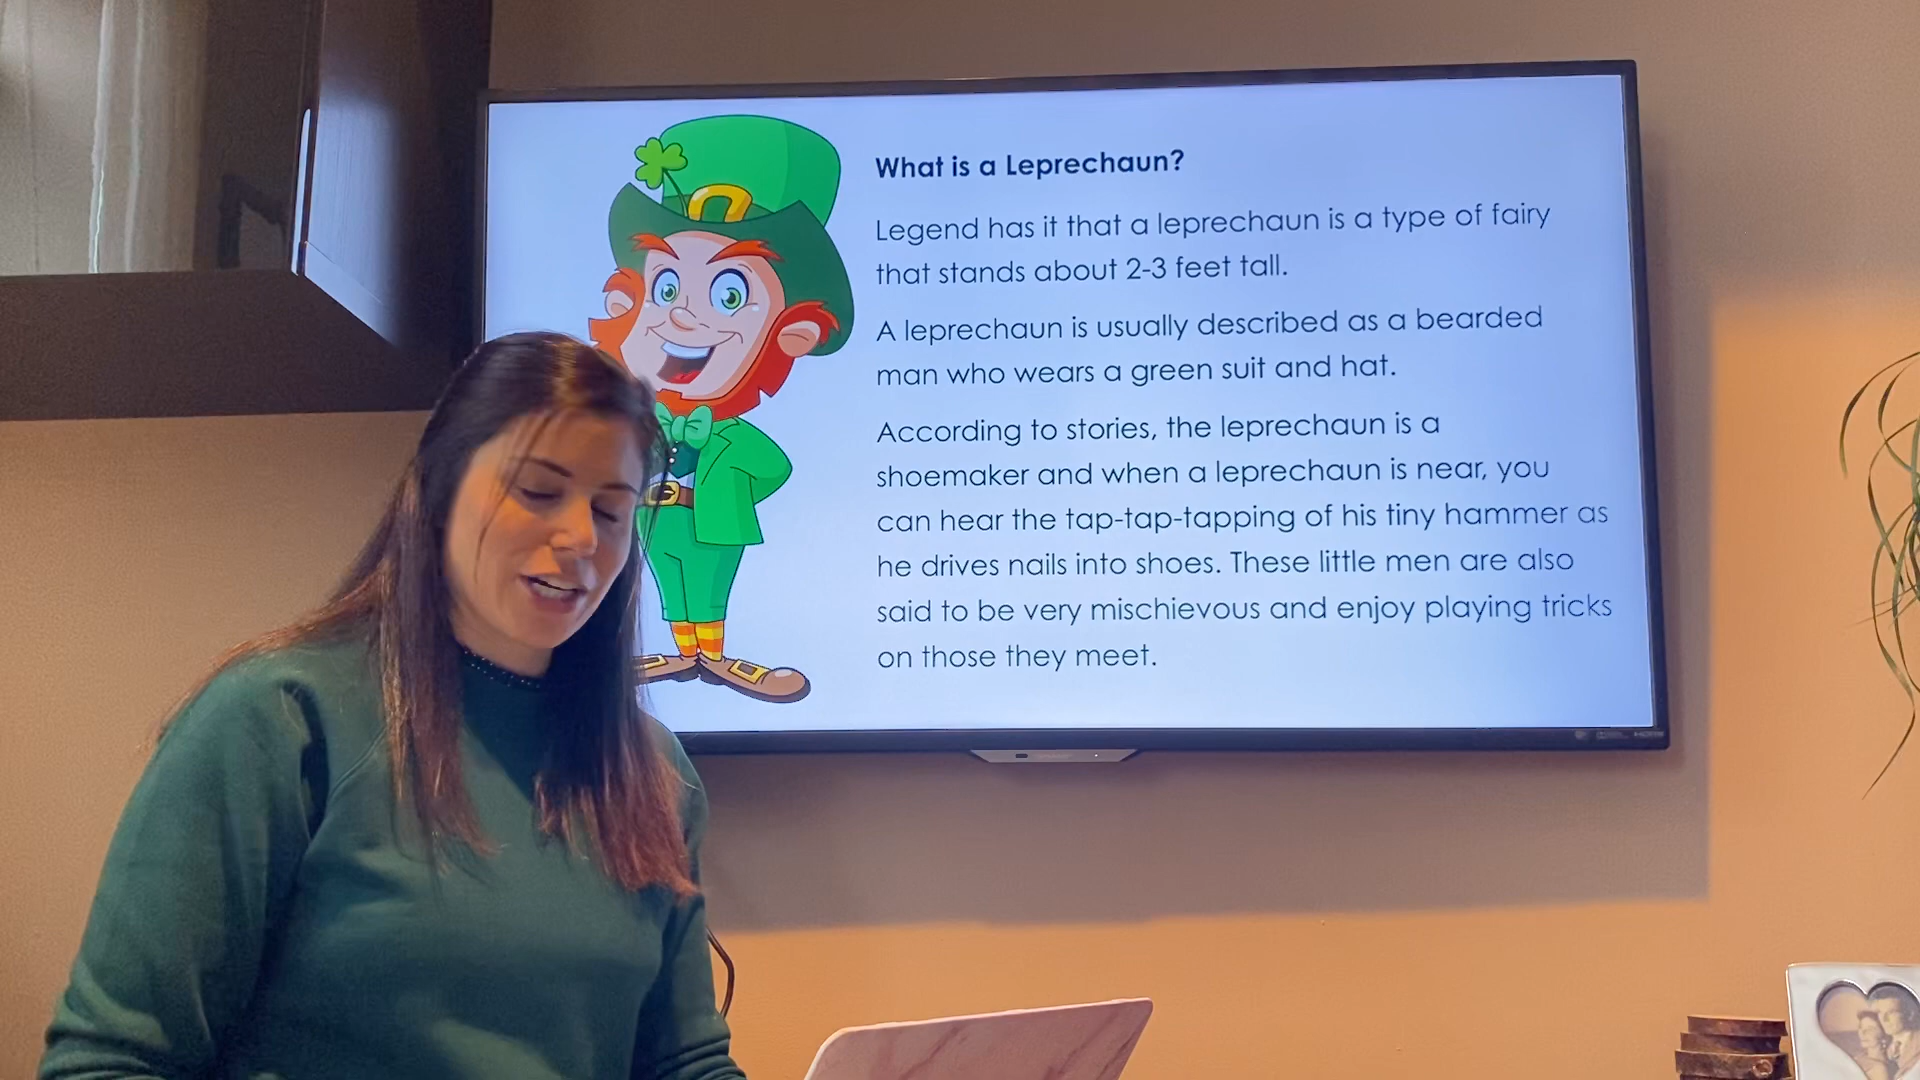 What is a Leprechaun?
Legend has it that a leprechaun is a type of fairy
that stands about 2-3 feet tall.
A leprechaun is usually described as a bearded
man who wears a green suit and hat.
According to stories, the leprechaun is a
shoemaker and when a leprechaun is near, you
can hear the tap-tap-tapping of his tiny hammer as
he drives nails into shoes. These little men are also
said to be very mischievous and enjoy playing tricks
on those they meet.